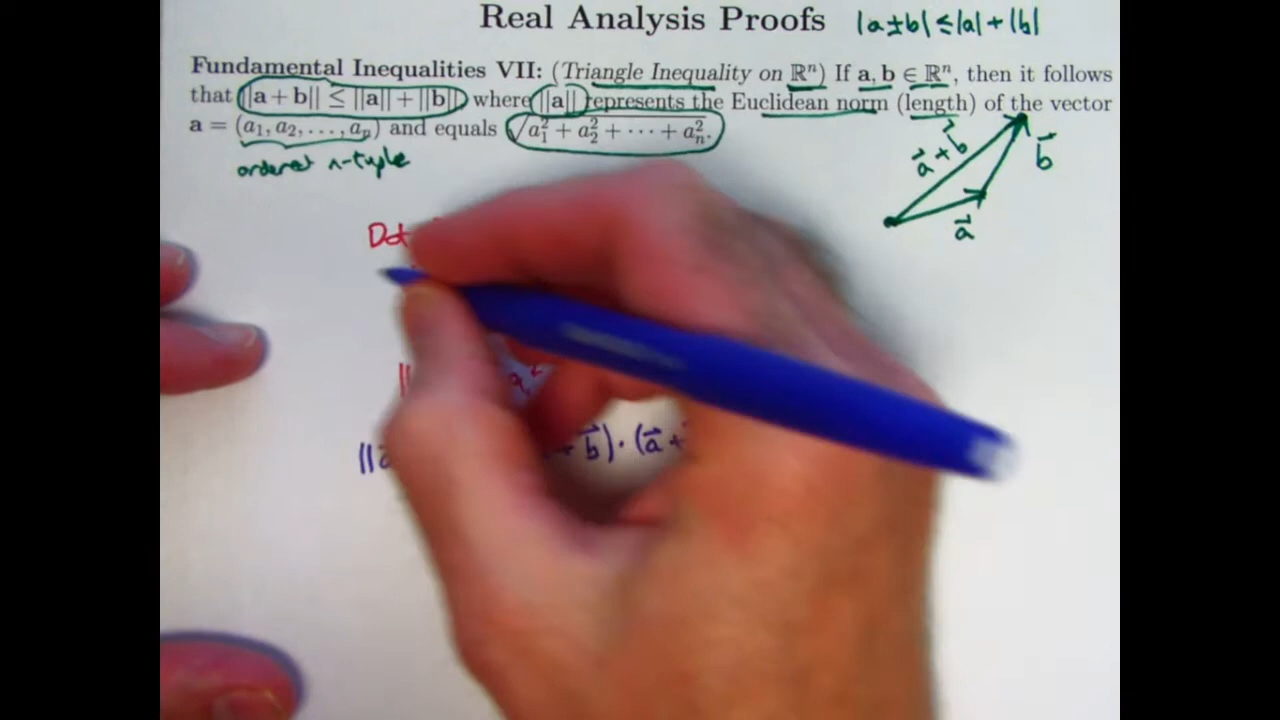 Real Analysis Proofs |a±b| ≤ |a| + |b|
Fundamental Inequalities VII: (Triangle Inequality on ℝⁿ) If a, b ∈ ℝⁿ, then it follows
that ||a + b|| ≤ ||a|| + ||b|| where ||a|| represents the Euclidean norm (length) of the vector
a = (a₁, a₂, . . . , aₙ) and equals √a₁² + a₂² + · · · + aₙ².
ordered n-tuple
a⃗ + b⃗
b⃗
a⃗
b⃗) · (a⃗ +